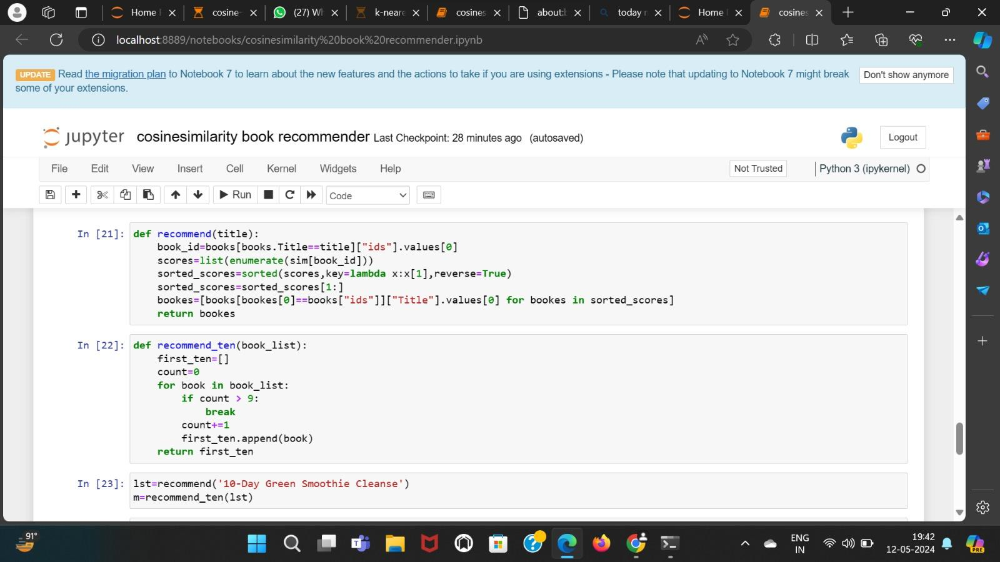 Home
cosine-
(27) Wh
k-neare
cosines
about:b
today n
Home
cosines
localhost:8889/notebooks/cosinesimilarity%20book%20recommender.ipynb
UPDATE Read the migration plan to Notebook 7 to learn about the new features and the actions to take if you are using extensions - Please note that updating to Notebook 7 might break
some of your extensions.
Don't show anymore
jupyter cosinesimilarity book recommender Last Checkpoint: 28 minutes ago (autosaved)
Logout
File Edit View Insert Cell Kernel Widgets Help
Not Trusted
Python 3 (ipykernel)
Run
Code
In [21]: def recommend(title):
    book_id=books[books.Title==title]["ids"].values[0]
    scores=list(enumerate(sim[book_id]))
    sorted_scores=sorted(scores,key=lambda x:x[1],reverse=True)
    sorted_scores=sorted_scores[1:]
    bookes=[books[bookes[0]==books["ids"]]["Title"].values[0] for bookes in sorted_scores]
    return bookes
In [22]: def recommend_ten(book_list):
    first_ten=[]
    count=0
    for book in book_list:
        if count > 9:
            break
        count+=1
        first_ten.append(book)
    return first_ten
In [23]: lst=recommend('10-Day Green Smoothie Cleanse')
m=recommend_ten(lst)
91°
ENG
IN
19:42
12-05-2024
PRE